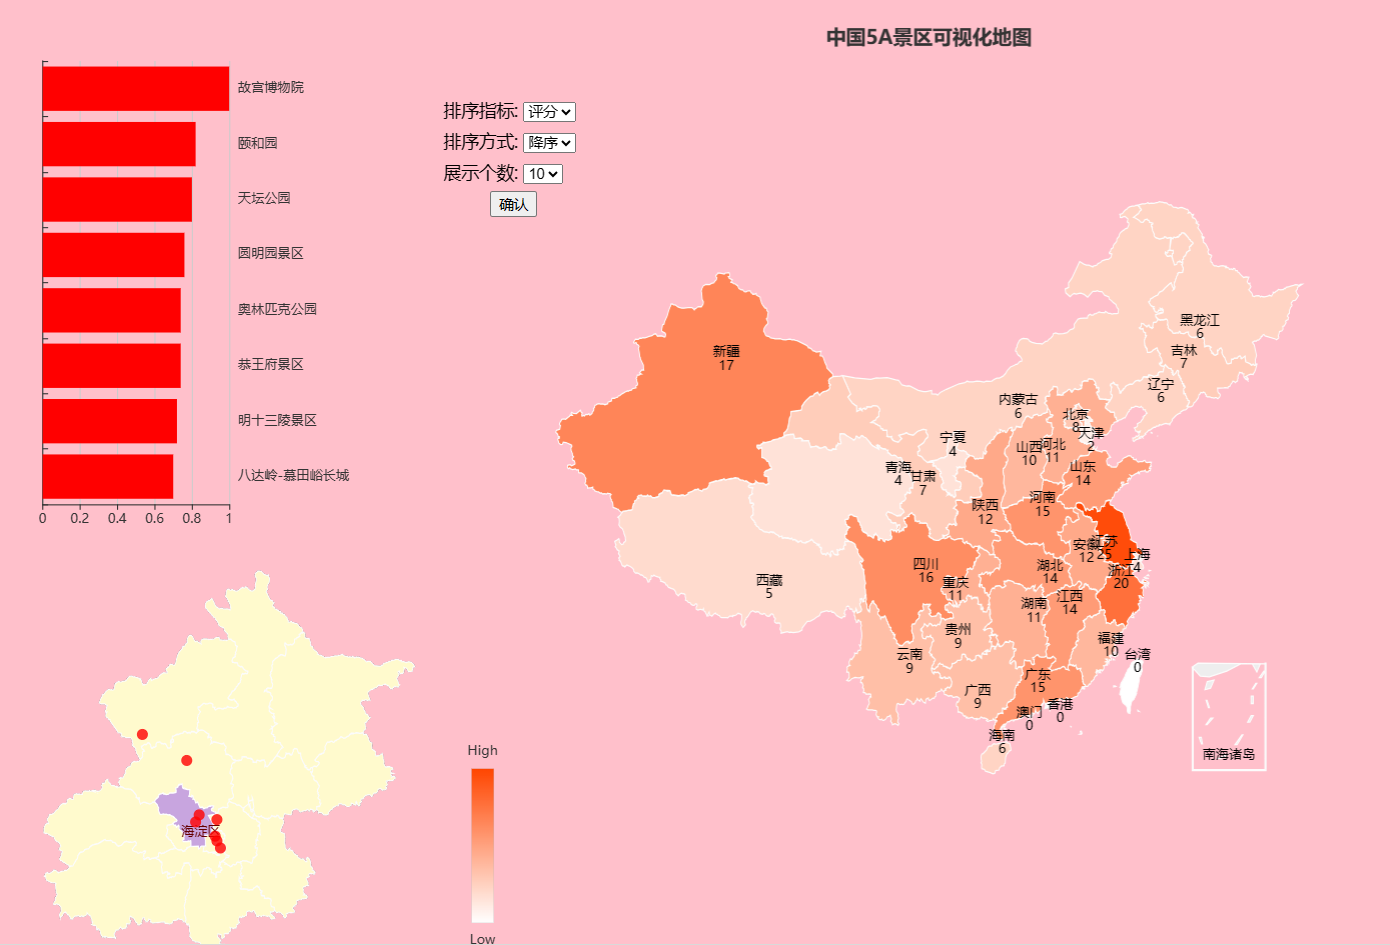 中国5A景区可视化地图
故宫博物院
颐和园
天坛公园
圆明园景区
奥林匹克公园
恭王府景区
明十三陵景区
八达岭-慕田峪长城
0 0.2 0.4 0.6 0.8 1
排序指标: 评分
排序方式: 降序
展示个数: 10
确认
黑龙江
6
吉林
7
辽宁
6
新疆
17
内蒙古
6
北京
8
天津
2
宁夏
4
山西
10
河北
11
山东
14
青海
4
甘肃
7
陕西
12
河南
15
安徽
12
江苏
25
上海
4
浙江
20
四川
16
重庆
11
湖北
14
西藏
5
湖南
11
江西
14
贵州
9
福建
10
云南
9
台湾
0
广西
9
广东
15
澳门
0
香港
0
海南
6
南海诸岛
海淀区
High
Low